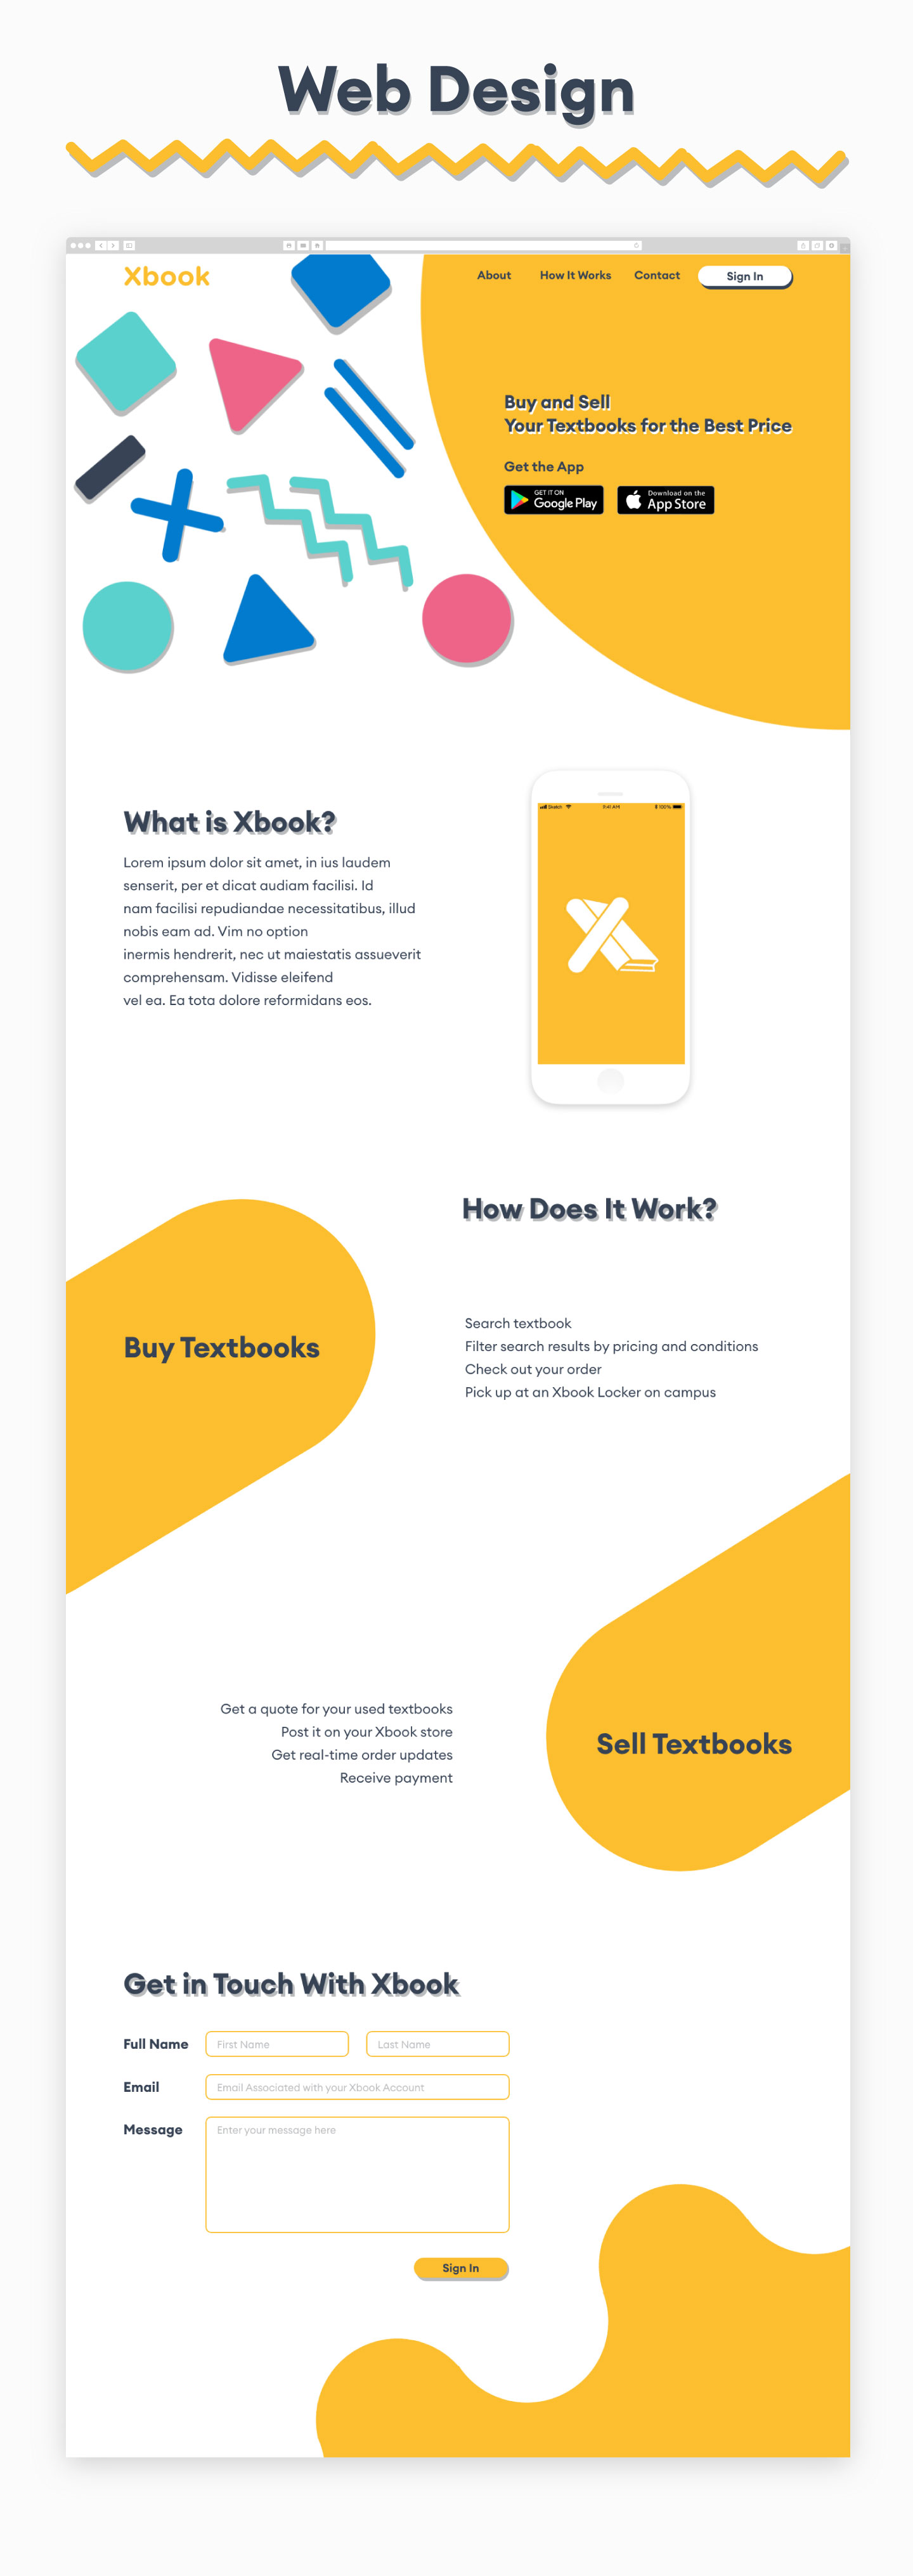 Web Design
Xbook
About How It Works Contact Sign In
Buy and Sell
Your Textbooks for the Best Price
Get the App
GET IT ON
Google Play
Download on the
App Store
What is Xbook?
Lorem ipsum dolor sit amet, in ius laudem
senserit, per et dicat audiam facilisi. Id
nam facilisi repudiandae necessitatibus, illud
nobis eam ad. Vim no option
inermis hendrerit, nec ut maiestatis assueverit
comprehensam. Vidisse eleifend
vel ea. Ea tota dolore reformidans eos.
Sketch 9:41 AM 100%
How Does It Work?
Buy Textbooks
Search textbook
Filter search results by pricing and conditions
Check out your order
Pick up at an Xbook Locker on campus
Get a quote for your used textbooks
Post it on your Xbook store
Get real-time order updates
Receive payment
Sell Textbooks
Get in Touch With Xbook
Full Name First Name Last Name
Email Email Associated with your Xbook Account
Message Enter your message here
Sign In